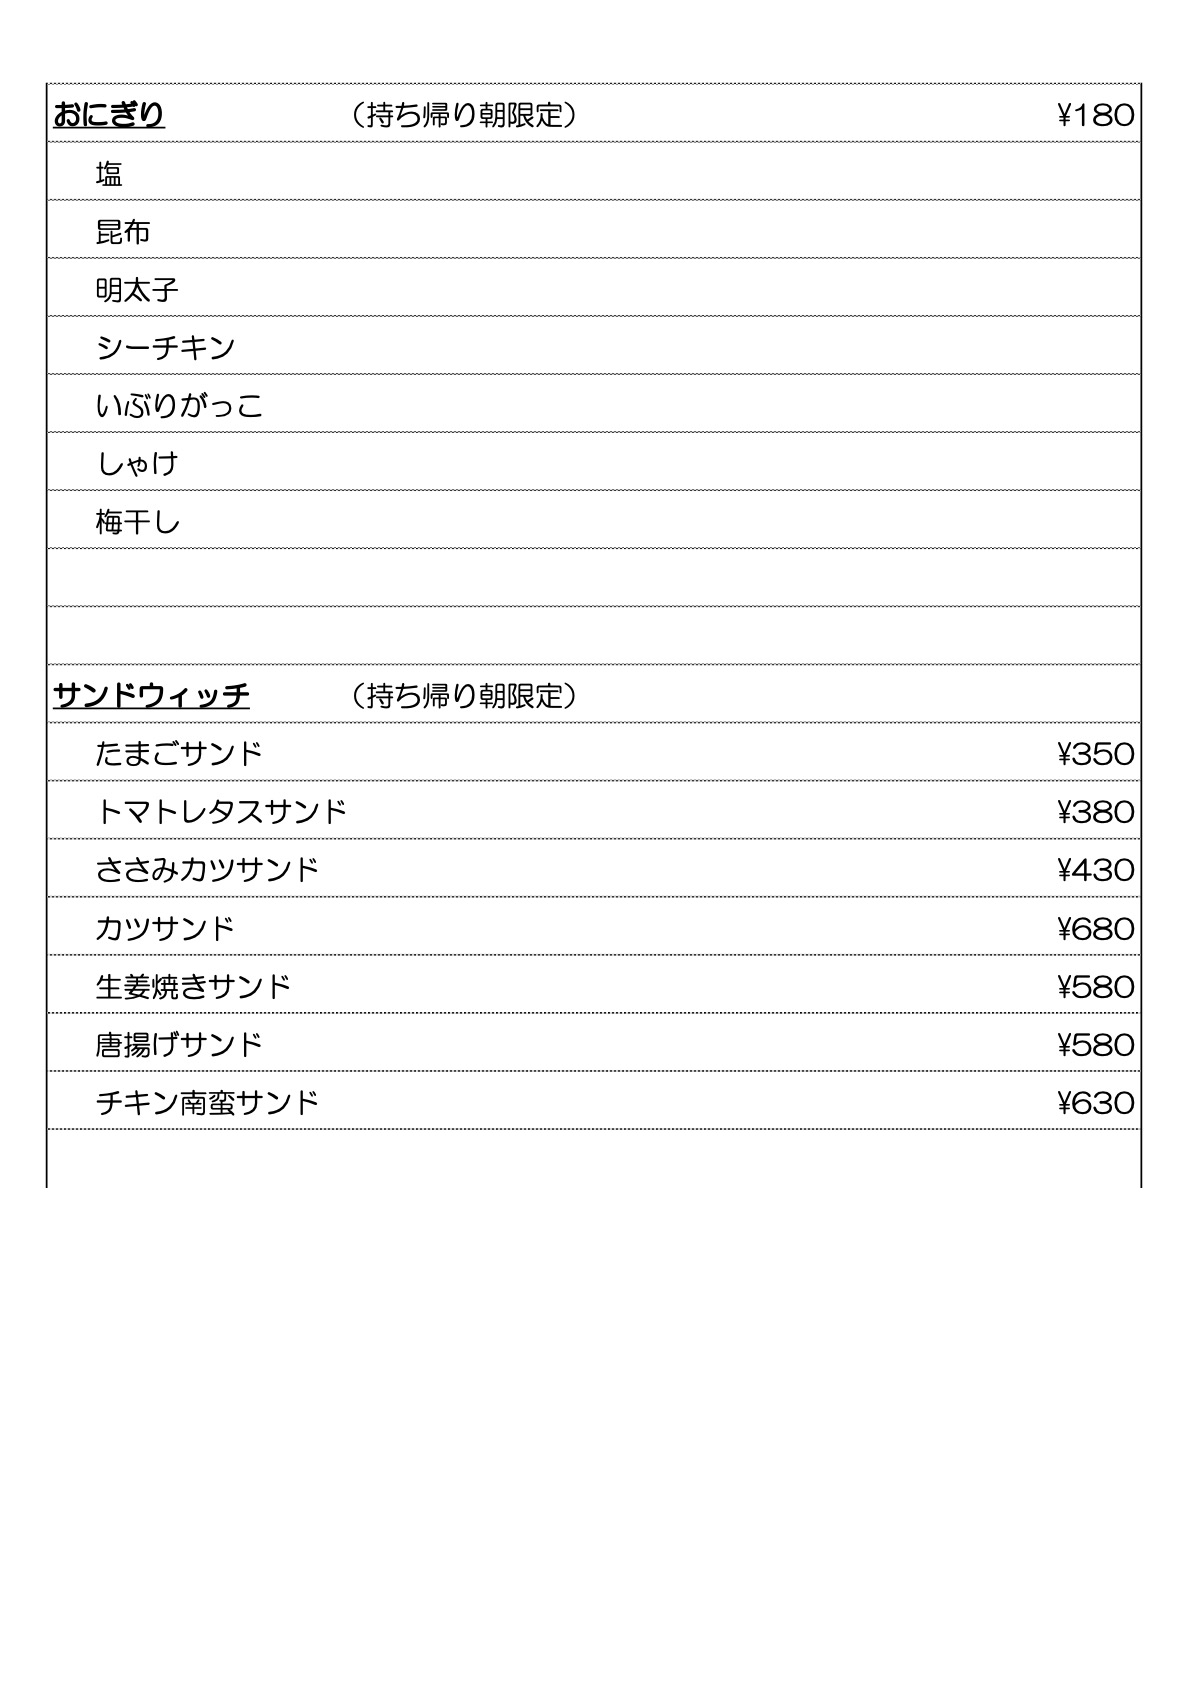 おにぎり （持ち帰り朝限定） ¥180
塩
昆布
明太子
シーチキン
いぶりがっこ
しゃけ
梅干し
サンドウィッチ （持ち帰り朝限定）
たまごサンド ¥350
トマトレタスサンド ¥380
ささみカツサンド ¥430
カツサンド ¥680
生姜焼きサンド ¥580
唐揚げサンド ¥580
チキン南蛮サンド ¥630